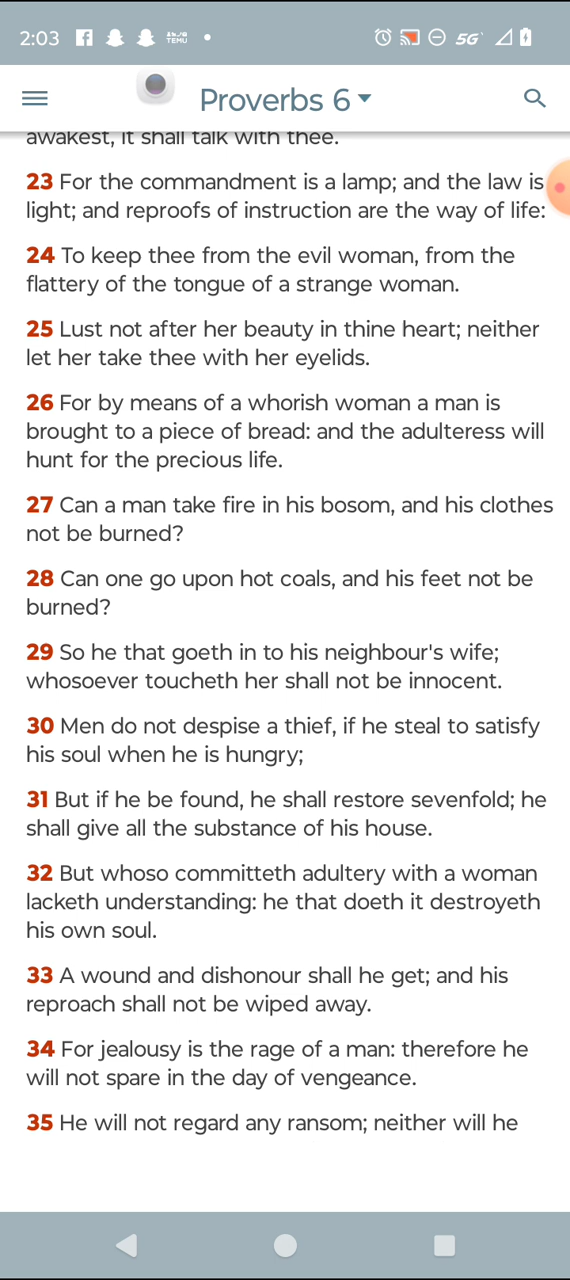 2:03
TEMU
5G
Proverbs 6
awakest, it shall talk with thee.
23 For the commandment is a lamp; and the law is
light; and reproofs of instruction are the way of life:
24 To keep thee from the evil woman, from the
flattery of the tongue of a strange woman.
25 Lust not after her beauty in thine heart; neither
let her take thee with her eyelids.
26 For by means of a whorish woman a man is
brought to a piece of bread: and the adulteress will
hunt for the precious life.
27 Can a man take fire in his bosom, and his clothes
not be burned?
28 Can one go upon hot coals, and his feet not be
burned?
29 So he that goeth in to his neighbour's wife;
whosoever toucheth her shall not be innocent.
30 Men do not despise a thief, if he steal to satisfy
his soul when he is hungry;
31 But if he be found, he shall restore sevenfold; he
shall give all the substance of his house.
32 But whoso committeth adultery with a woman
lacketh understanding: he that doeth it destroyeth
his own soul.
33 A wound and dishonour shall he get; and his
reproach shall not be wiped away.
34 For jealousy is the rage of a man: therefore he
will not spare in the day of vengeance.
35 He will not regard any ransom; neither will he